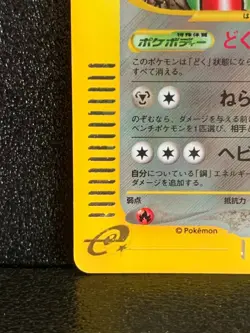 特殊体質
ポケボディー どく
このポケモンは「どく」状態になら
すべて消える。
ねら
のぞむなら、ダメージを与える前に
ベンチポケモンを1匹選び、相
ヘビ
自分についている「鋼」エネルギー
ダメージを追加する。
弱点 抵抗力
e
©Pokémon